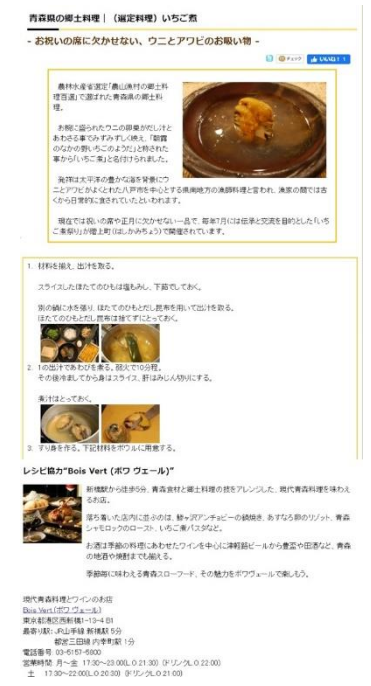 青森県の郷土料理｜（選定料理）いちご煮
- お祝いの席に欠かせない、ウニとアワビのお吸い物 -
チェック いいね! 1
農林水産省選定「農山漁村の郷土料
理百選」で選ばれた青森県の郷土料
理。
お椀に盛られたウニの卵巣がだし汁と
あわさる事でみずみずしく映え、「朝露
のなかの野いちごのようだ」と称された
事から「いちご煮」と名付けられました。
発祥は太平洋の豊かな海を背景にウ
ニとアワビがよくとれた八戸市を中心とする県南地方の漁師料理と言われ、漁家の間では古
くから日常的に食されていたといわれます。
現在では祝いの席や正月に欠かせない一品で、毎年7月には伝承と交流を目的とした「いち
ご煮祭り」が階上町（はしかみちょう）で開催されています。
1. 材料を揃え、出汁を取る。
スライスしたほたてのひもは塩もみし、下茹でしておく。
別の鍋に水を張り、ほたてのひもとだし昆布を用いて出汁を取る。
ほたてのひもとだし昆布は捨てずにとっておく。
2. 1の出汁であわびを煮る。弱火で10分程。
その後冷ましてから身はスライス、肝はみじん切りにする。
煮汁はとっておく。
3. すり身を作る。下記材料をボウルに用意する。
レシピ協力“Bois Vert (ボワ ヴェール)”
新橋駅から徒歩5分、青森食材と郷土料理の技をアレンジした、現代青森料理を味わえ
るお店。
落ち着いた店内に並ぶのは、鯵ヶ沢アンチョビーの鍋焼き、あすなろ卵のリゾット、青森
シャモロックのロースト、いちご煮パスタなど。
お酒は季節の料理にあわせたワインを中心に津軽路ビールから豊盃や田酒など、青森
の地酒や焼酎までも揃える。
季節毎に味わえる青森スローフード、その魅力をボワヴェールで楽しもう。
現代青森料理とワインのお店
Bois Vert (ボワ ヴェール)
東京都港区西新橋1-13-4 B1
最寄り駅: JR山手線 新橋駅 5分
都営三田線 内幸町駅 1分
電話番号: 03-5157-5800
営業時間: 月～金 17:30～23:00(L.O 21:30) (ドリンクL.O 22:00)
土 17:30～22:00(L.O 20:30) (ドリンクL.O 21:00)